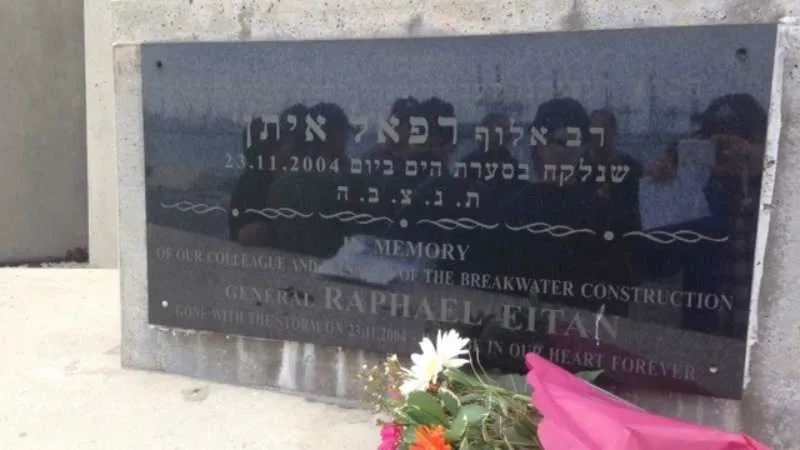 רב אלוף רפאל איתן
שנלקח בסערת הים ביום 23.11.2004
ת. נ. צ. ב. ה
MEMORY
OF OUR COLLEAGUE AND OF THE BREAKWATER CONSTRUCTION
GENERAL RAPHAEL EITAN
GONE WITH THE STORM ON 23.11.2004 IN OUR HEART FOREVER